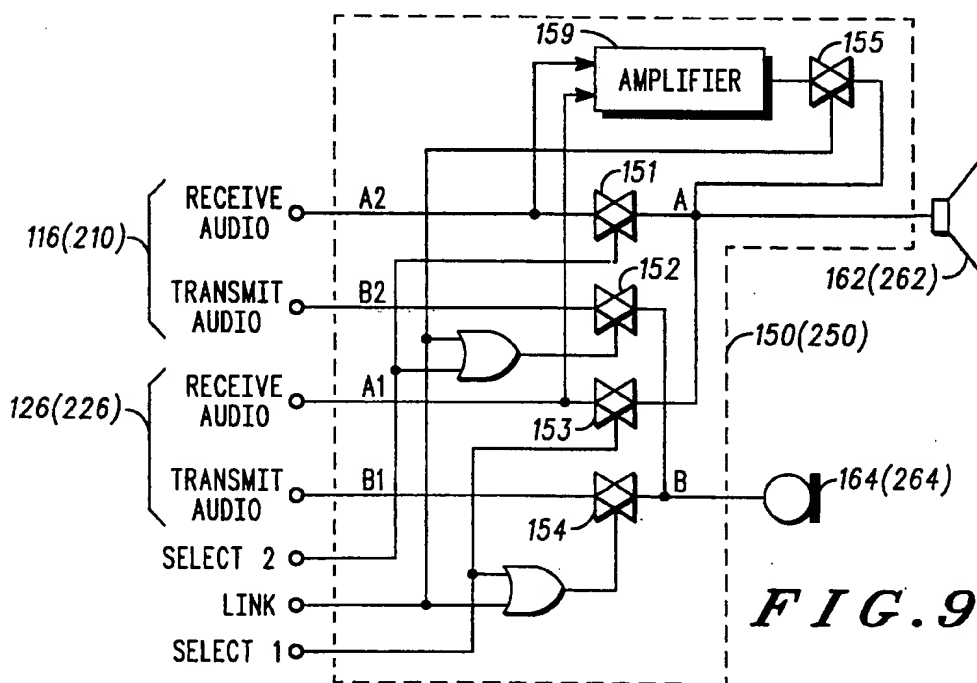 159
155
AMPLIFIER
151
RECEIVE AUDIO
A2
A
116(210)
162(262)
152
TRANSMIT AUDIO
B2
150(250)
RECEIVE AUDIO
A1
126(226)
153
TRANSMIT AUDIO
B1
B
164(264)
154
SELECT 2
LINK
SELECT 1
FIG.9